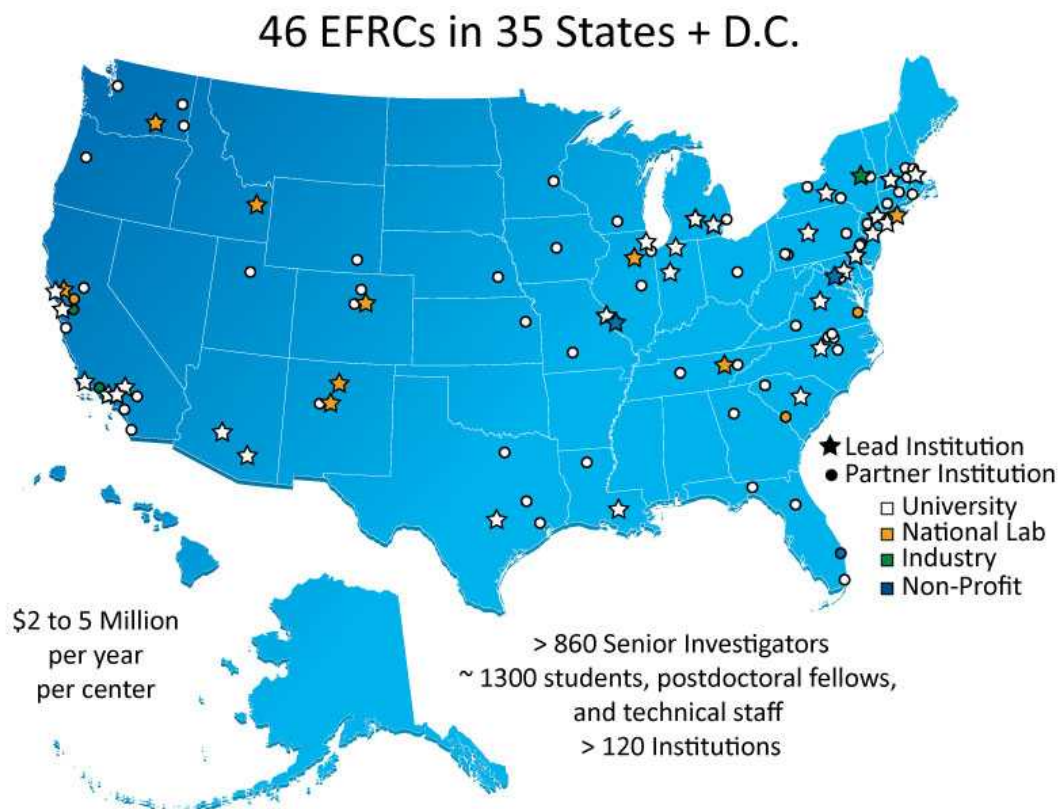 46 EFRCs in 35 States + D.C.
Lead Institution
Partner Institution
University
National Lab
Industry
Non-Profit
$2 to 5 Million
per year
per center
> 860 Senior Investigators
~ 1300 students, postdoctoral fellows,
and technical staff
> 120 Institutions